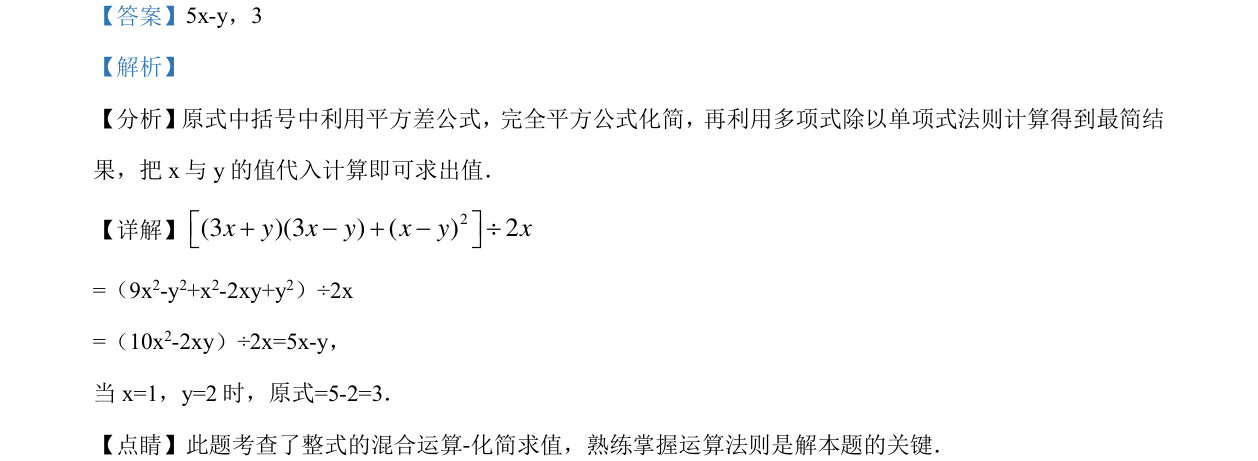 【答案】5x-y，3
【解析】
【分析】原式中括号中利用平方差公式，完全平方公式化简，再利用多项式除以单项式法则计算得到最简结
果，把 x 与 y 的值代入计算即可求出值．
【详解】[(3x+y)(3x−y)+(x−y)²]÷2x
=（9x²-y²+x²-2xy+y²）÷2x
=（10x²-2xy）÷2x=5x-y，
当 x=1，y=2 时，原式=5-2=3．
【点睛】此题考查了整式的混合运算-化简求值，熟练掌握运算法则是解本题的关键．